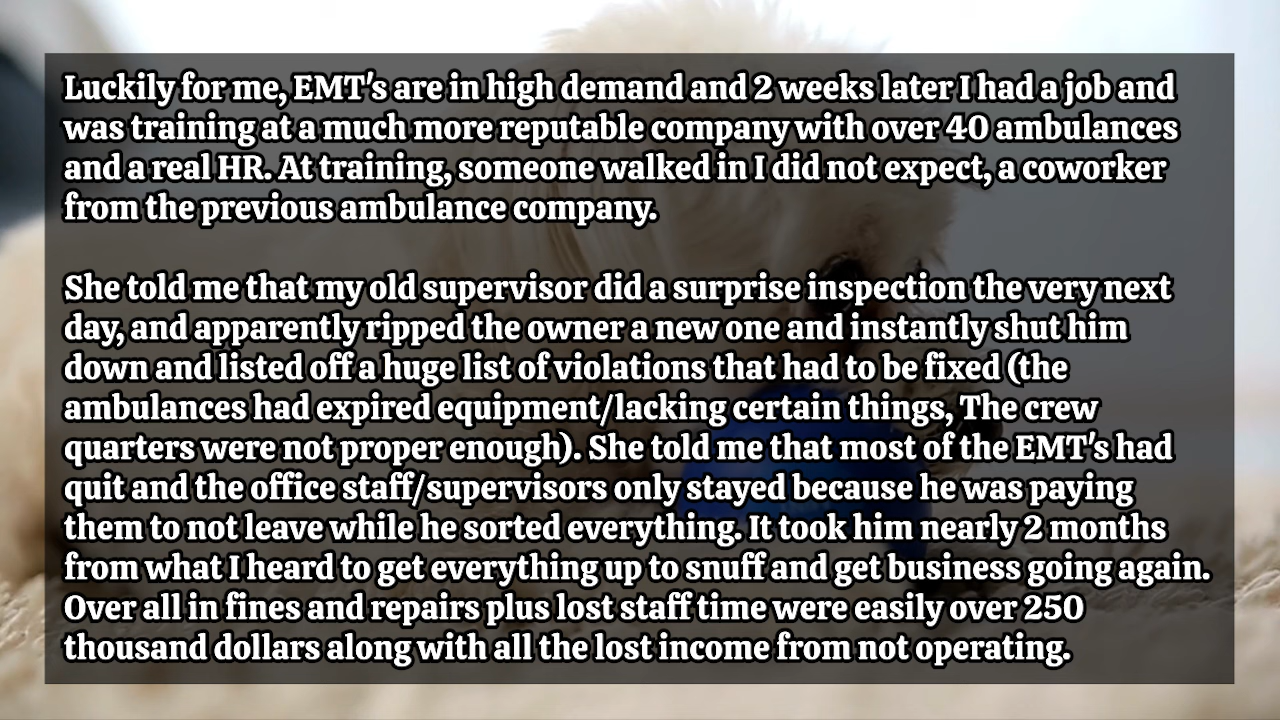 Luckily for me, EMT's are in high demand and 2 weeks later I had a job and
was training at a much more reputable company with over 40 ambulances
and a real HR. At training, someone walked in I did not expect, a coworker
from the previous ambulance company.
She told me that my old supervisor did a surprise inspection the very next
day, and apparently ripped the owner a new one and instantly shut him
down and listed off a huge list of violations that had to be fixed (the
ambulances had expired equipment/lacking certain things, The crew
quarters were not proper enough). She told me that most of the EMT's had
quit and the office staff/supervisors only stayed because he was paying
them to not leave while he sorted everything. It took him nearly 2 months
from what I heard to get everything up to snuff and get business going again.
Over all in fines and repairs plus lost staff time were easily over 250
thousand dollars along with all the lost income from not operating.